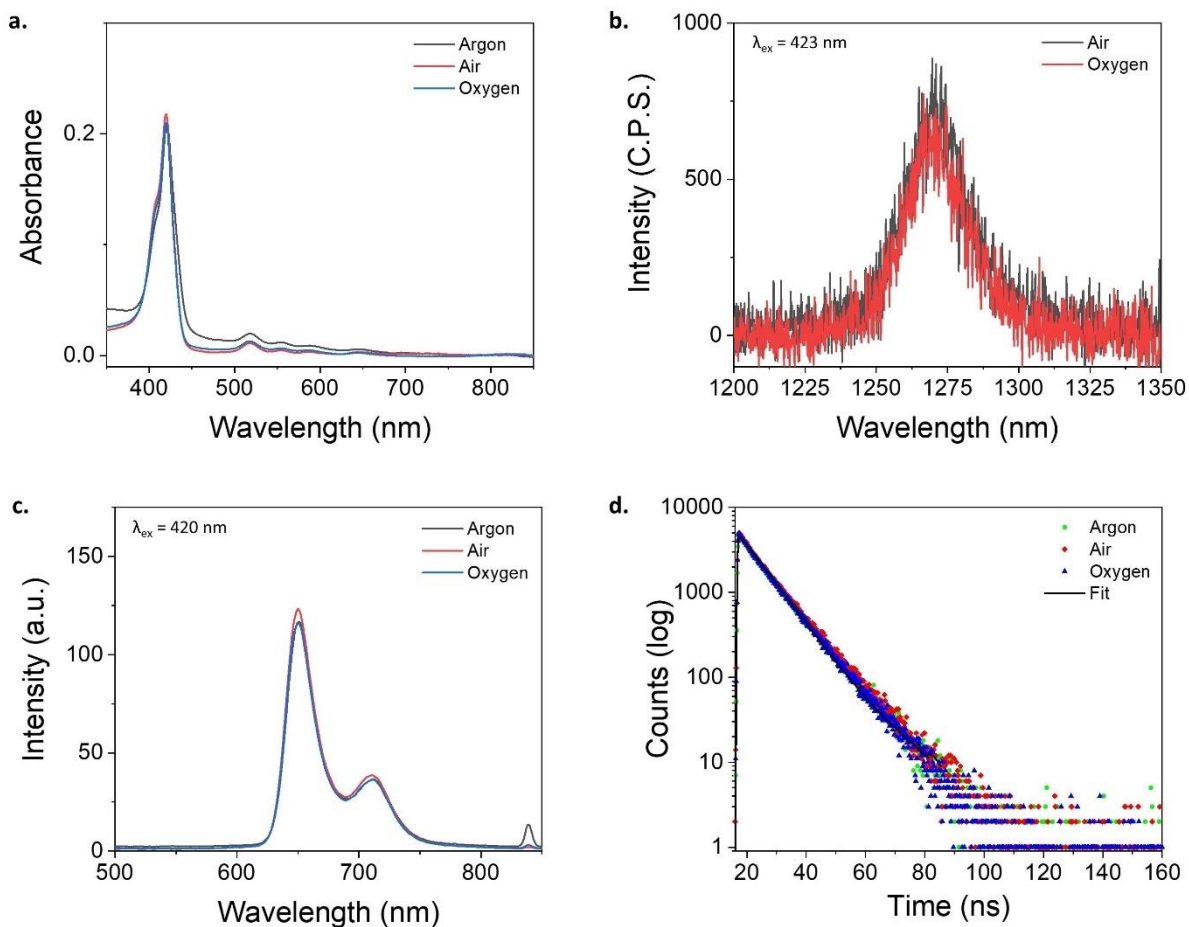 a.
Argon
Air
Oxygen
0.2
0.0
Absorbance
400 500 600 700 800
Wavelength (nm)
b.
λex = 423 nm
Air
Oxygen
1000
500
0
Intensity (C.P.S.)
1200 1225 1250 1275 1300 1325 1350
Wavelength (nm)
c.
λex = 420 nm
Argon
Air
Oxygen
150
100
50
0
Intensity (a.u.)
500 600 700 800
Wavelength (nm)
d.
Argon
Air
Oxygen
Fit
10000
1000
100
10
1
Counts (log)
20 40 60 80 100 120 140 160
Time (ns)